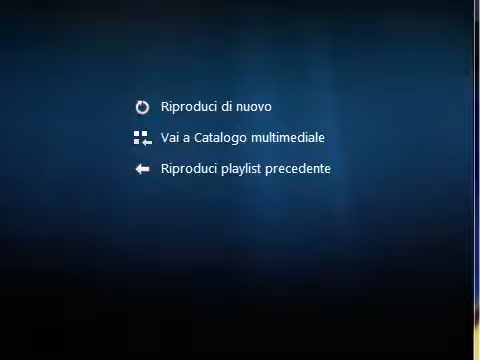 Riproduci di nuovo
Vai a Catalogo multimediale
Riproduci playlist precedente